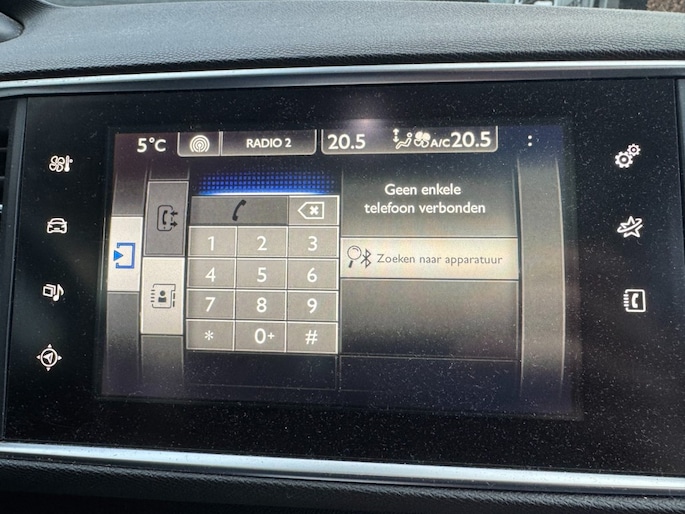 5°C RADIO 2 20.5 A/C 20.5
Geen enkele
telefoon verbonden
Zoeken naar apparatuur
1 2 3
4 5 6
7 8 9
* 0+ #